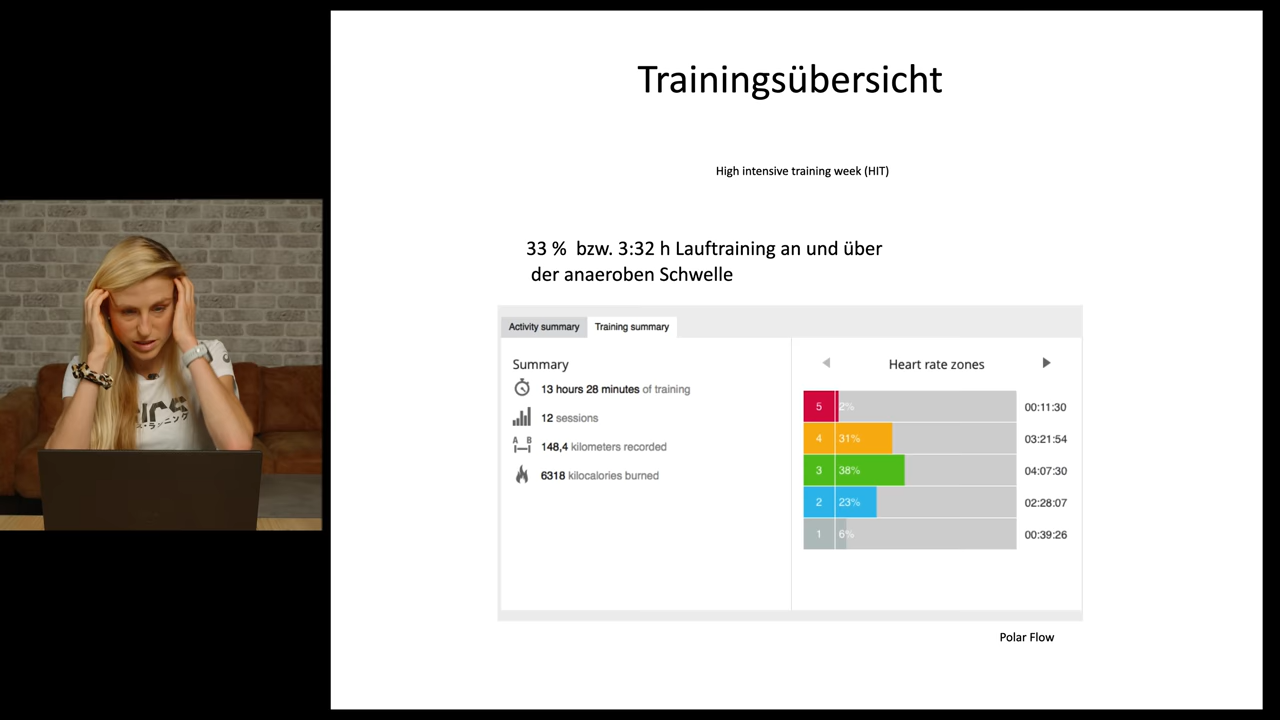 Trainingsübersicht
High intensive training week (HIT)
33 % bzw. 3:32 h Lauftraining an und über
der anaeroben Schwelle
Activity summary Training summary
Summary
13 hours 28 minutes of training
12 sessions
A B
148,4 kilometers recorded
6318 kilocalories burned
Heart rate zones
5 2% 00:11:30
4 31% 03:21:54
3 38% 04:07:30
2 23% 02:28:07
1 6% 00:39:26
Polar Flow